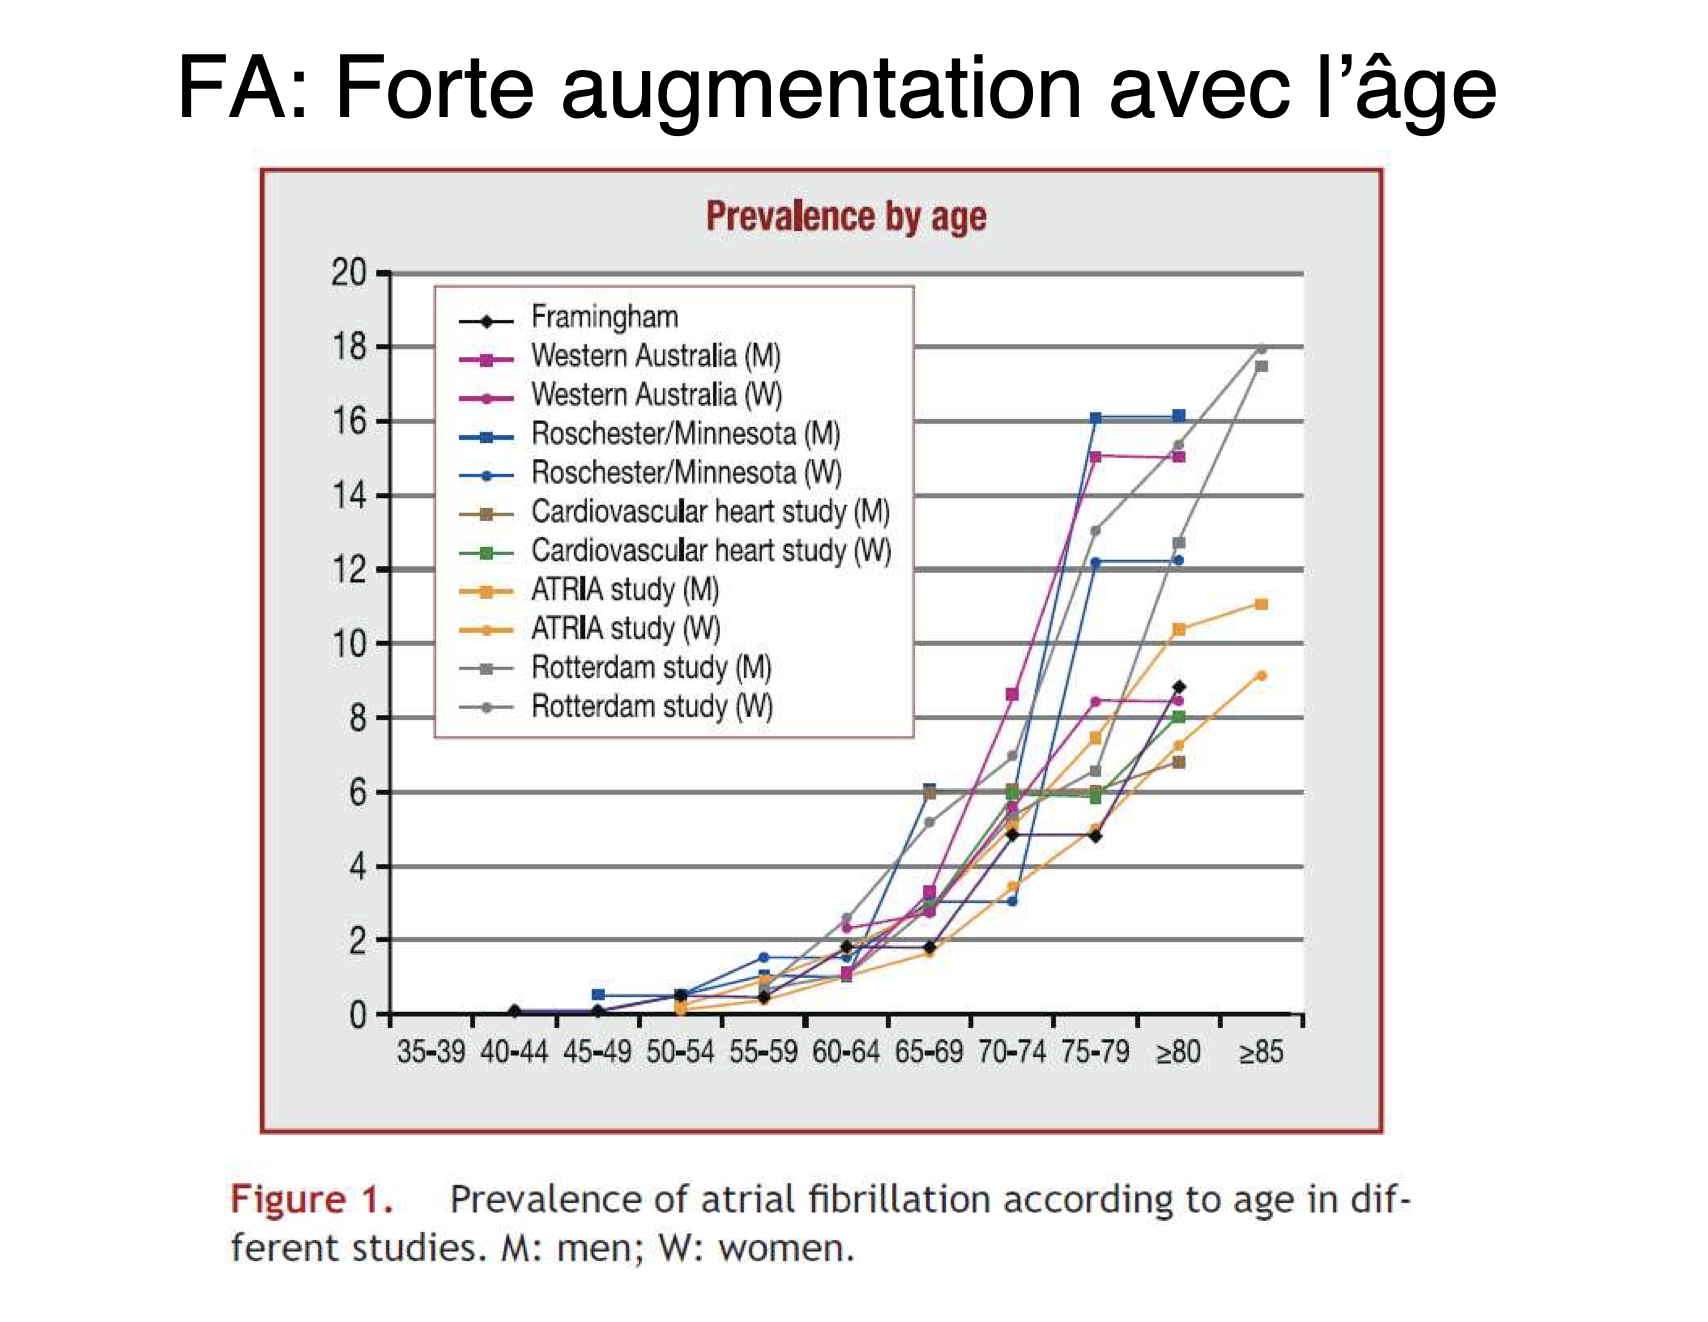 FA: Forte augmentation avec l’âge
Prevalence by age
20
18
16
14
12
10
8
6
4
2
0
Framingham
Western Australia (M)
Western Australia (W)
Roschester/Minnesota (M)
Roschester/Minnesota (W)
Cardiovascular heart study (M)
Cardiovascular heart study (W)
ATRIA study (M)
ATRIA study (W)
Rotterdam study (M)
Rotterdam study (W)
35-39 40-44 45-49 50-54 55-59 60-64 65-69 70-74 75-79 ≥80 ≥85
Figure 1. Prevalence of atrial fibrillation according to age in dif-
ferent studies. M: men; W: women.